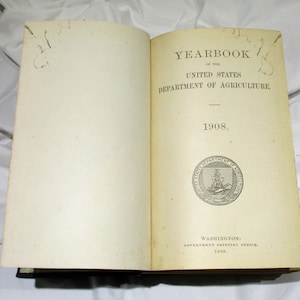 YEARBOOK
OF THE
UNITED STATES
DEPARTMENT OF AGRICULTURE.
1908.
WASHINGTON:
GOVERNMENT PRINTING OFFICE.